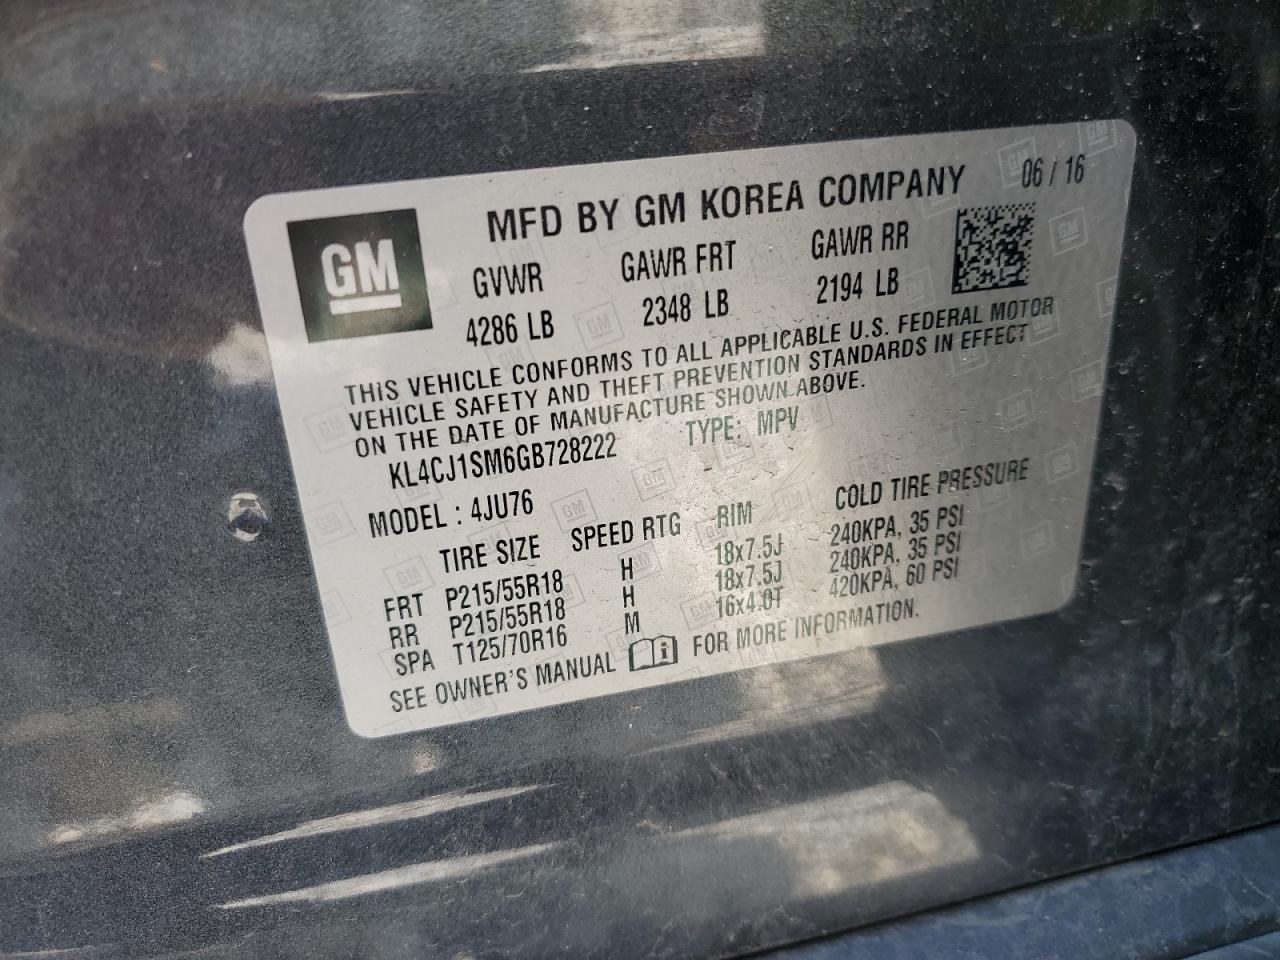 GM
MFD BY GM KOREA COMPANY 06 / 16
GVWR GAWR FRT GAWR RR
4286 LB 2348 LB 2194 LB
THIS VEHICLE CONFORMS TO ALL APPLICABLE U.S. FEDERAL MOTOR
VEHICLE SAFETY AND THEFT PREVENTION STANDARDS IN EFFECT
ON THE DATE OF MANUFACTURE SHOWN ABOVE.
KL4CJ1SM6GB728222 TYPE: MPV
MODEL : 4JU76
TIRE SIZE SPEED RTG RIM COLD TIRE PRESSURE
FRT P215/55R18 H 18x7.5J 240KPA, 35 PSI
RR P215/55R18 H 18x7.5J 240KPA, 35 PSI
SPA T125/70R16 M 16x4.0T 420KPA, 60 PSI
SEE OWNER'S MANUAL i FOR MORE INFORMATION.